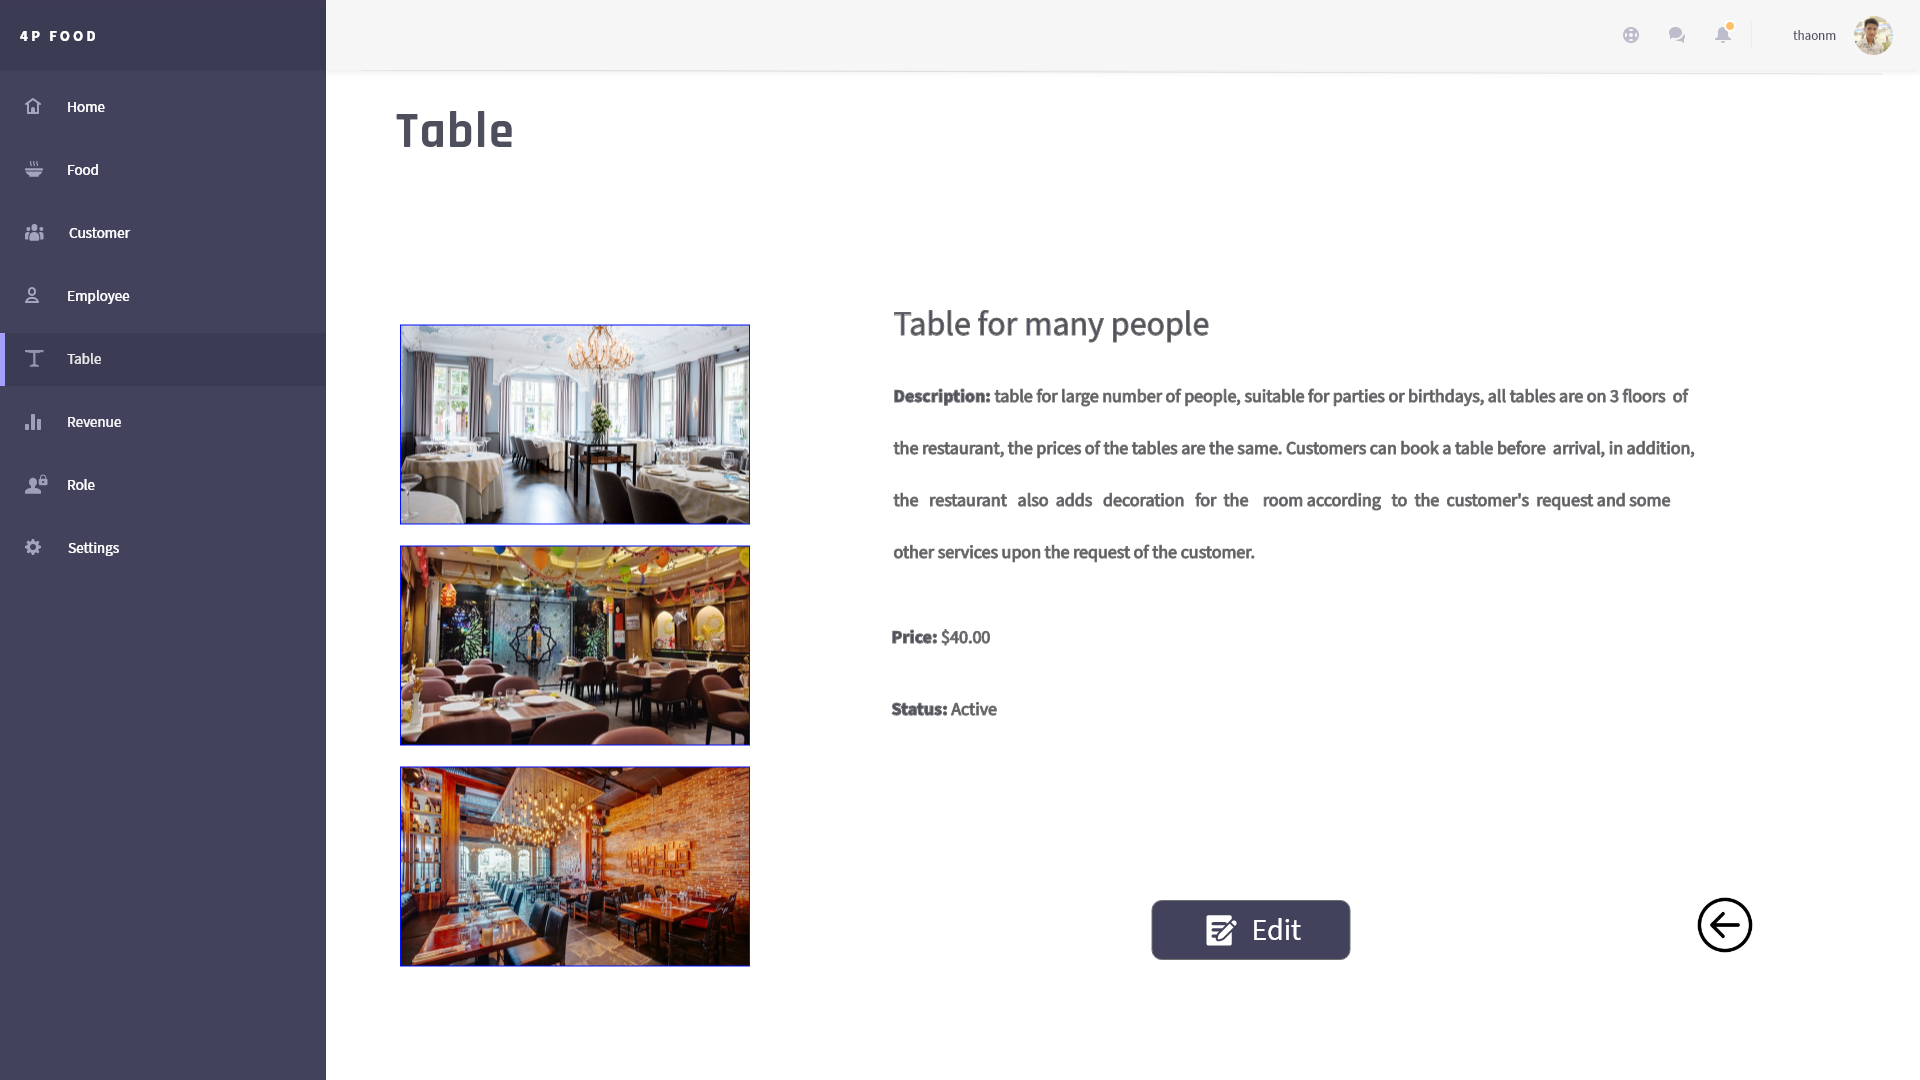 4P FOOD
thaonm
Home
Food
Customer
Employee
Table
Revenue
Role
Settings
Table
Table for many people
Description: table for large number of people, suitable for parties or birthdays, all tables are on 3 floors of
the restaurant, the prices of the tables are the same. Customers can book a table before arrival, in addition,
the restaurant also adds decoration for the room according to the customer's request and some
other services upon the request of the customer.
Price: $40.00
Status: Active
Edit